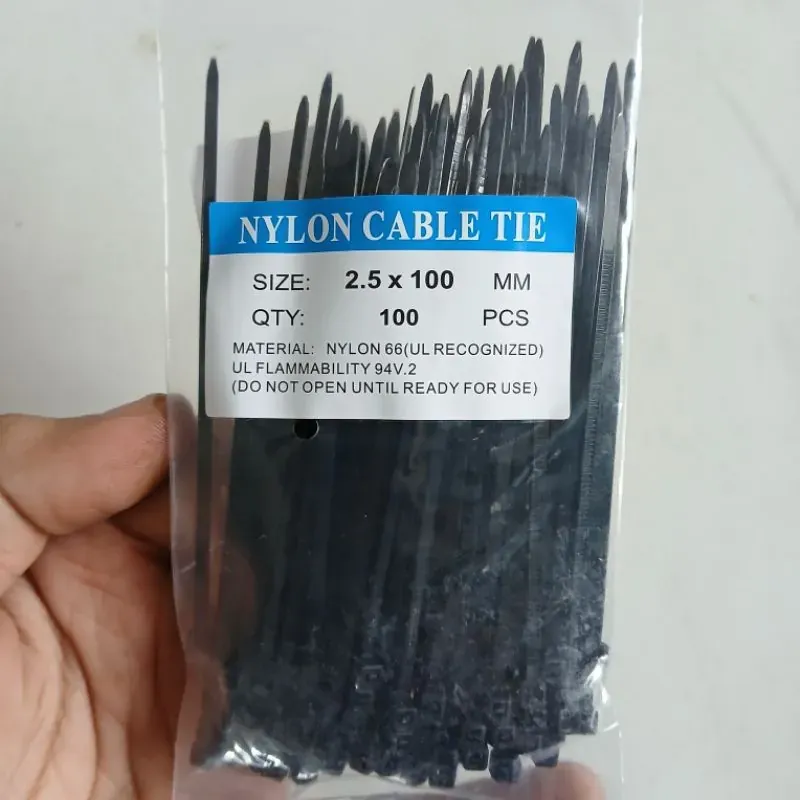 NYLON CABLE TIE
SIZE: 2.5 x 100 MM
QTY: 100 PCS
MATERIAL: NYLON 66(UL RECOGNIZED)
UL FLAMMABILITY 94V.2
(DO NOT OPEN UNTIL READY FOR USE)